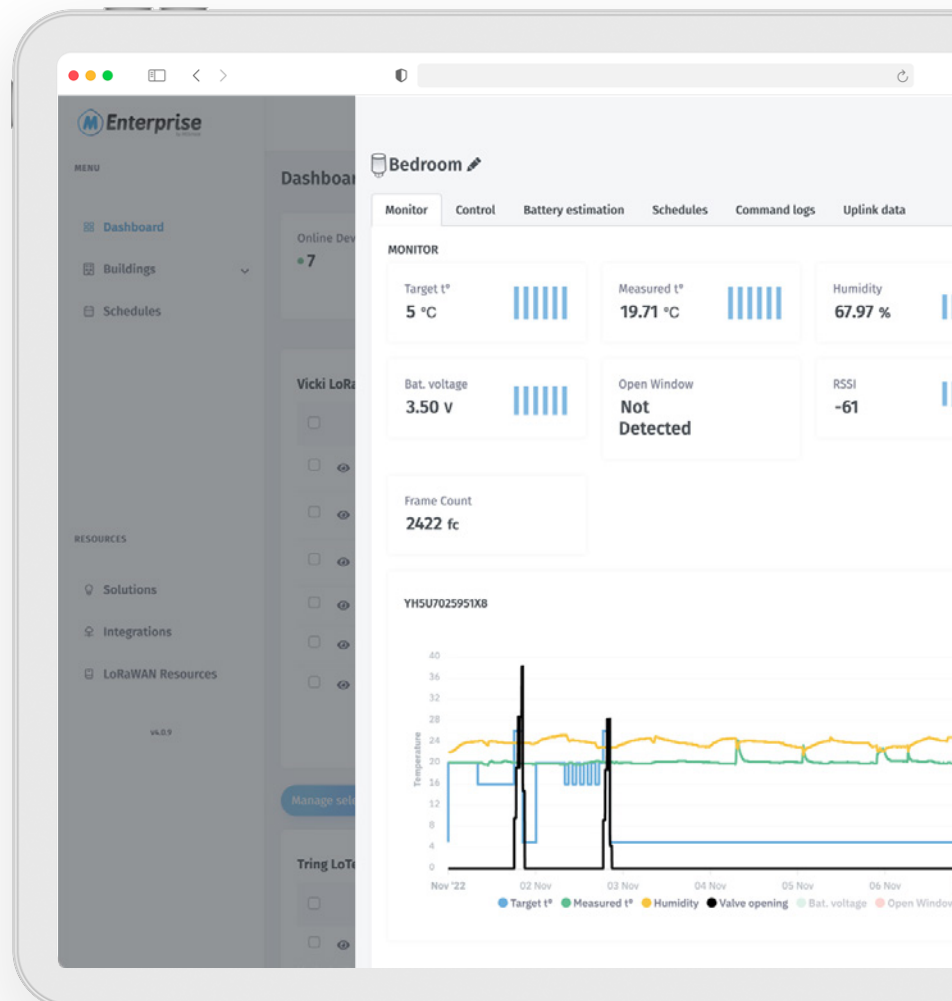 M Enterprise
MENU
Dashboard
Buildings
Schedules
RESOURCES
Solutions
Integrations
LoRaWAN Resources
v4.0.9
Dashboar
Online Dev
7
Vicki LoRa
Manage sele
Tring LoTe
Bedroom
Monitor Control Battery estimation Schedules Command logs Uplink data
MONITOR
Target t° Measured t° Humidity
5 °C 19.71 °C 67.97 %
Bat. voltage Open Window RSSI
3.50 V Not -61
Detected
Frame Count
2422 fc
YH5U7025951X8
40
36
32
28
24
20
16
12
8
4
0
Temperature
Nov '22 02 Nov 03 Nov 04 Nov 05 Nov 06 Nov
Target t° Measured t° Humidity Valve opening Bat. voltage Open Window